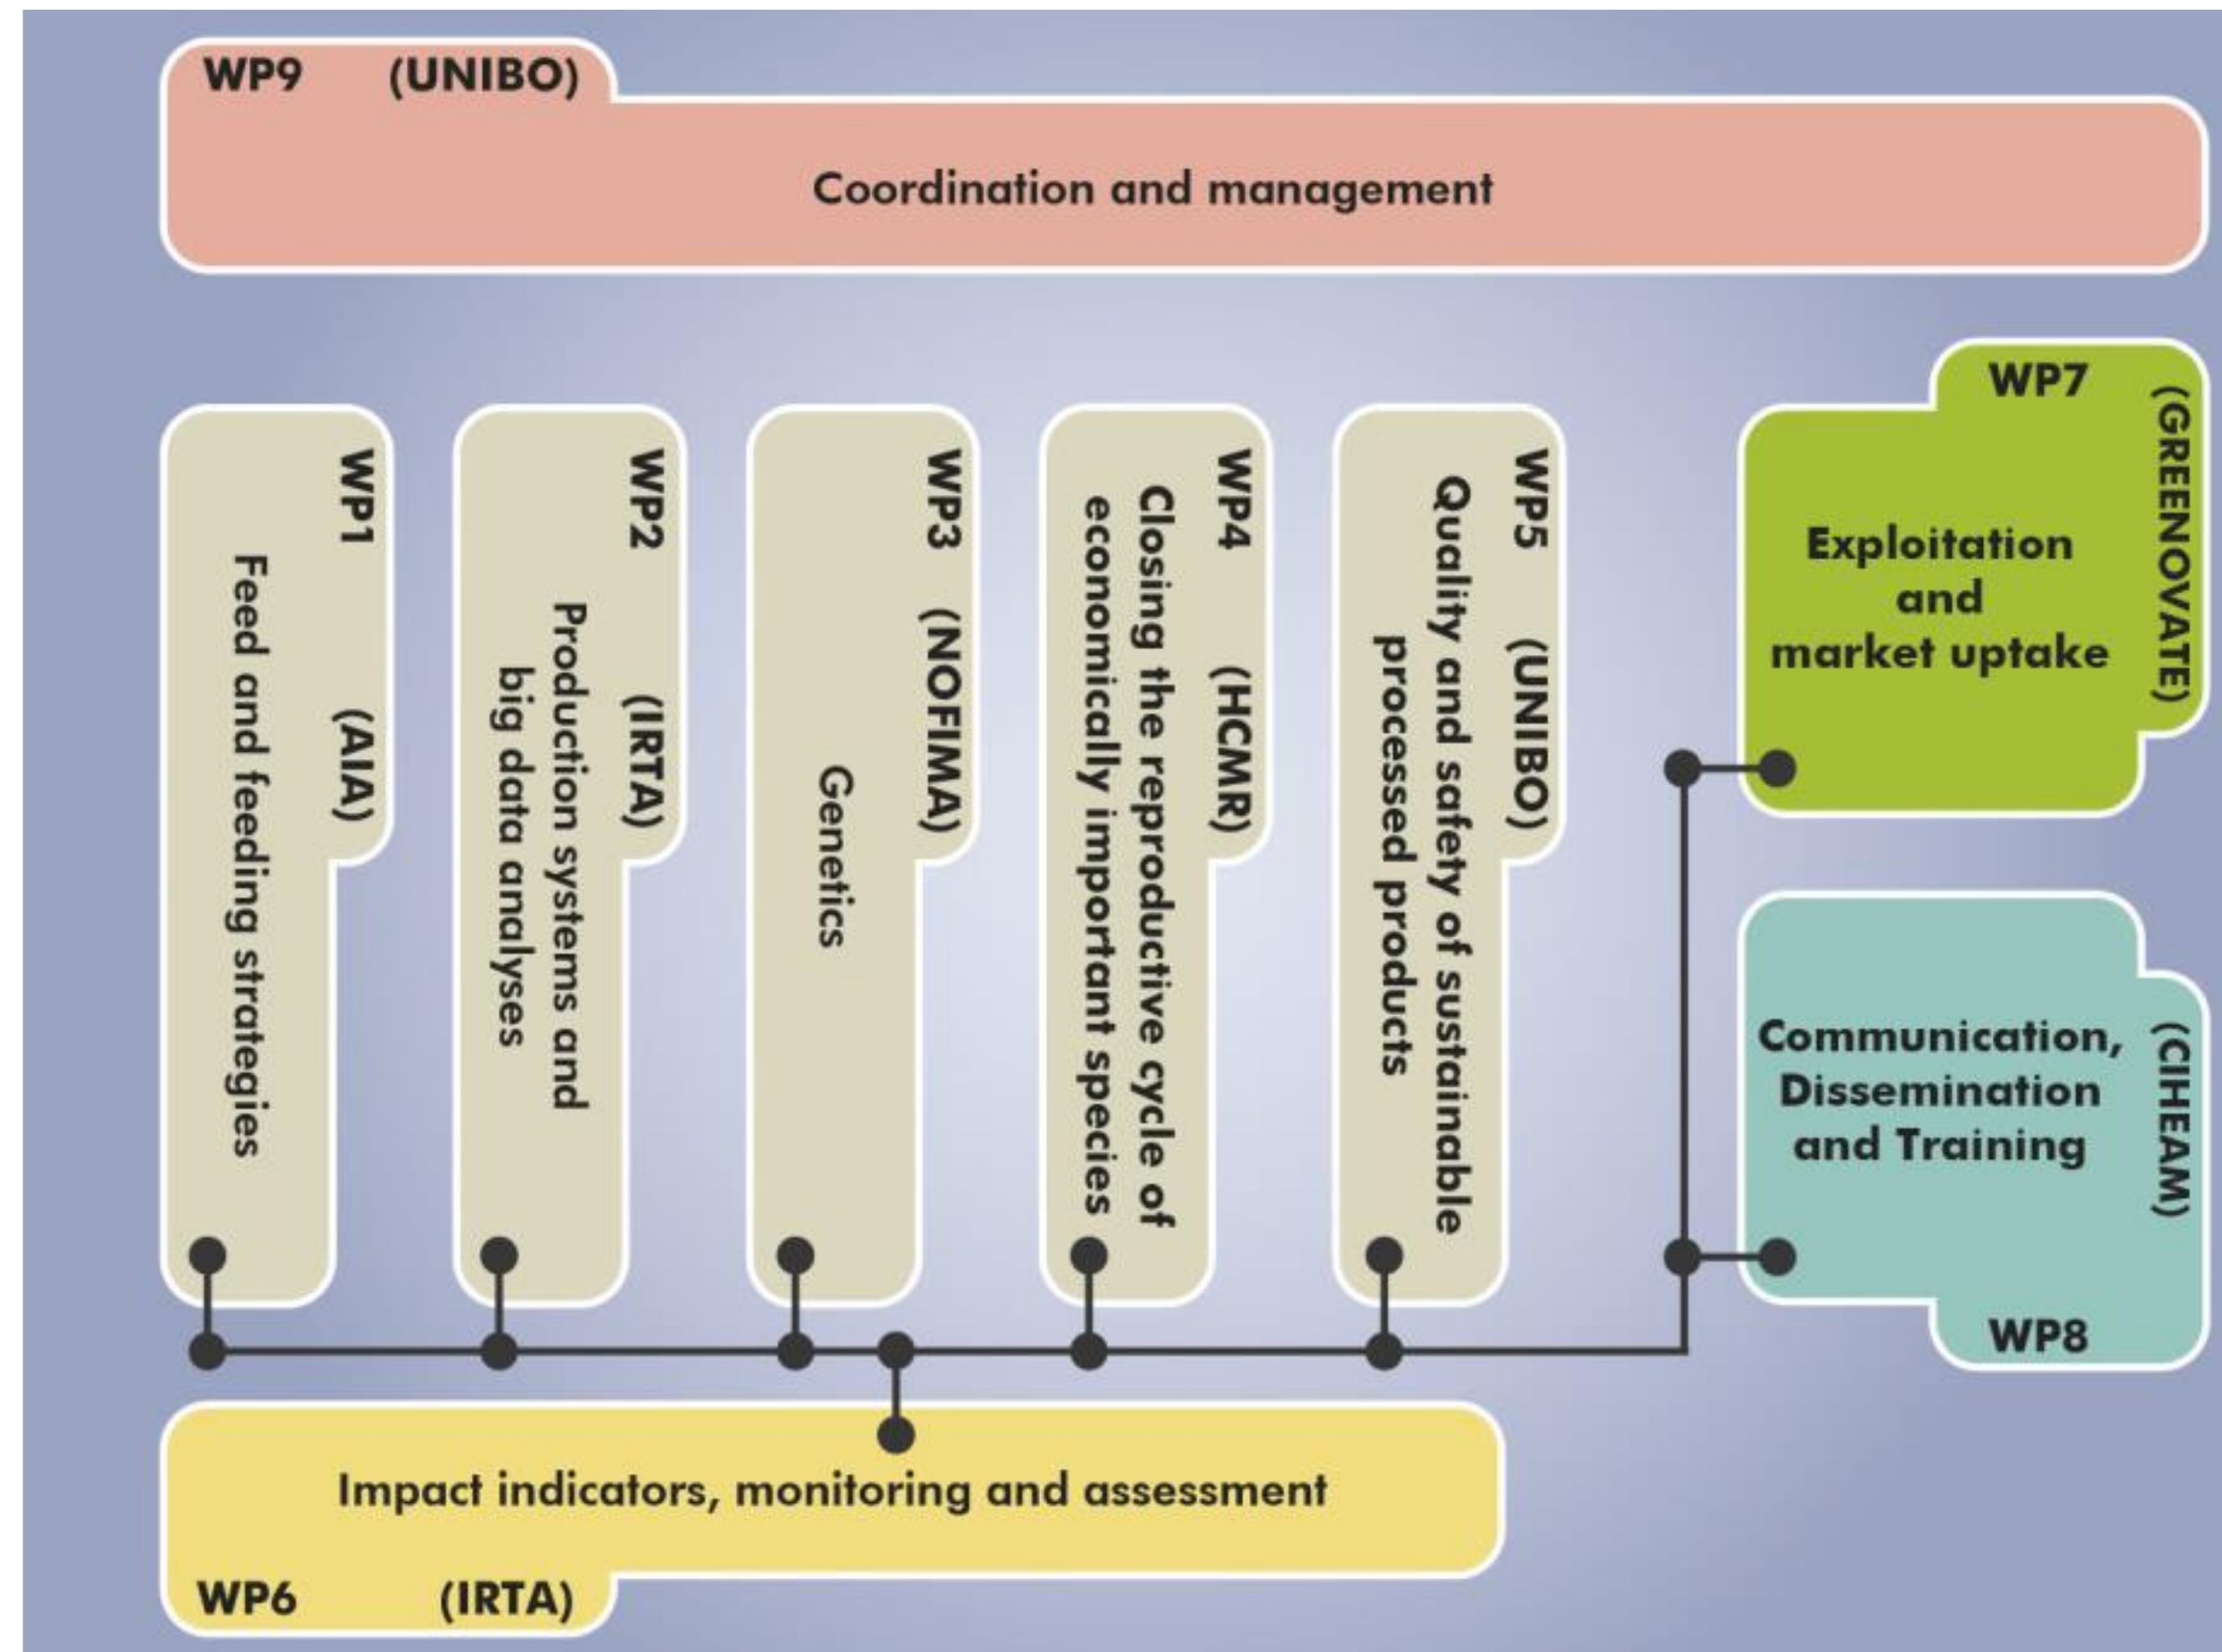 WP9 (UNIBO)
Coordination and management
WP1 (AIA)
Feed and feeding strategies
WP2 (IRTA)
Production systems and
big data analyses
WP3 (NOFIMA)
Genetics
WP4 (HCMR)
Closing the reproductive cycle of
economically important species
WP5 (UNIBO)
Quality and safety of sustainable
processed products
WP7
(GREENOVATE)
Exploitation
and
market uptake
(CIHEAM)
Communication,
Dissemination
and Training
WP8
Impact indicators, monitoring and assessment
WP6 (IRTA)